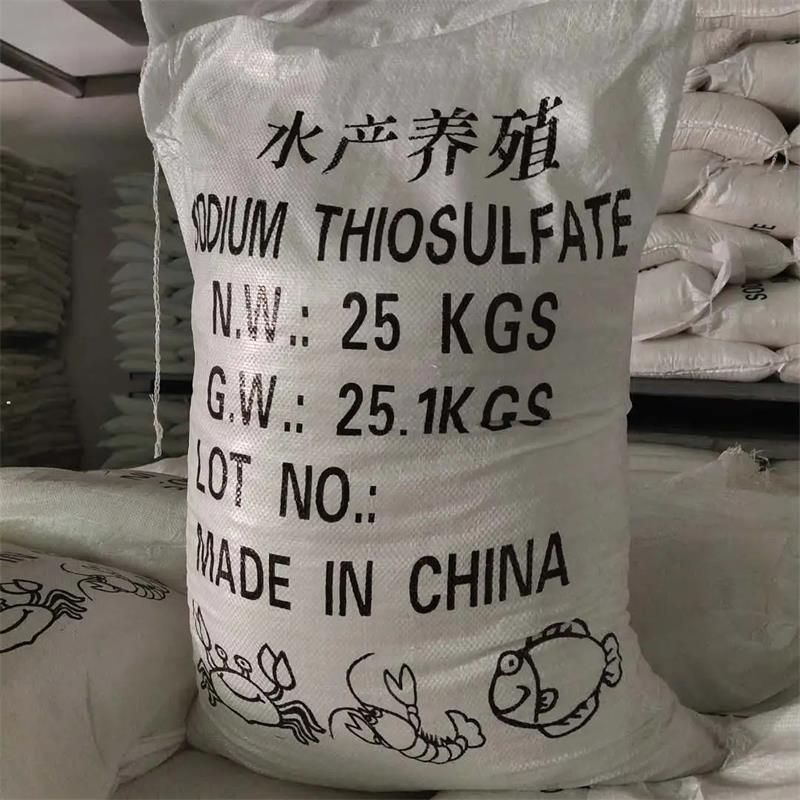 水产养殖
SODIUM THIOSULFATE
N.W.: 25 KGS
G.W.: 25.1KGS
LOT NO.:
MADE IN CHINA